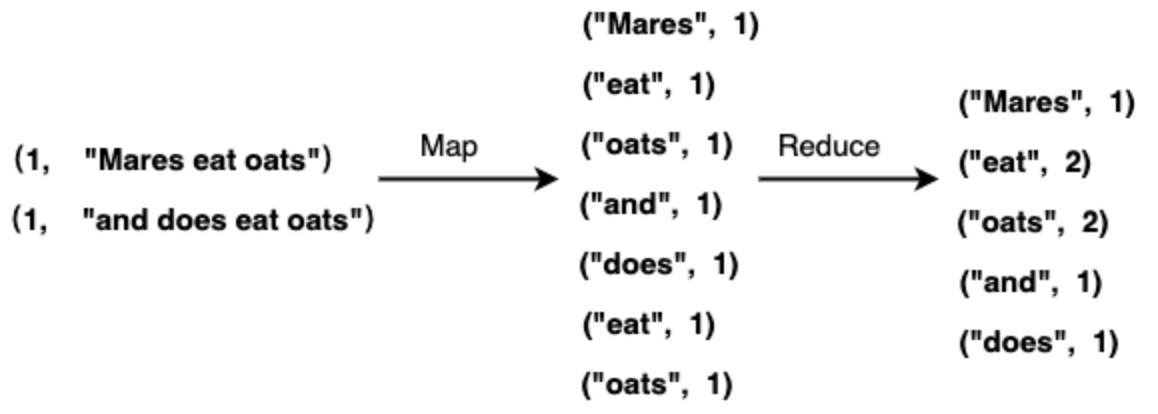 (1, "Mares eat oats")
(1, "and does eat oats")
Map
("Mares", 1)
("eat", 1)
("oats", 1)
("and", 1)
("does", 1)
("eat", 1)
("oats", 1)
Reduce
("Mares", 1)
("eat", 2)
("oats", 2)
("and", 1)
("does", 1)